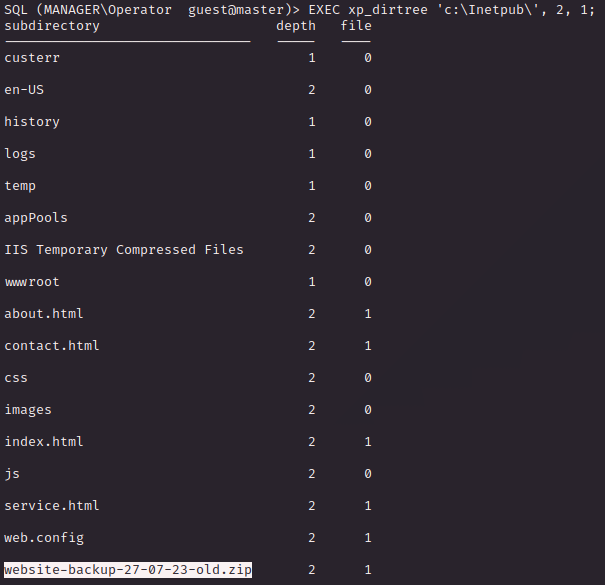 SQL (MANAGER\Operator  guest@master)> EXEC xp_dirtree 'c:\Inetpub\', 2, 1;
subdirectory                   depth   file
custerr                            1      0
en-US                              2      0
history                            1      0
logs                               1      0
temp                               1      0
appPools                           2      0
IIS Temporary Compressed Files     2      0
wwwroot                            1      0
about.html                         2      1
contact.html                       2      1
css                                2      0
images                             2      0
index.html                         2      1
js                                 2      0
service.html                       2      1
web.config                         2      1
website-backup-27-07-23-old.zip    2      1